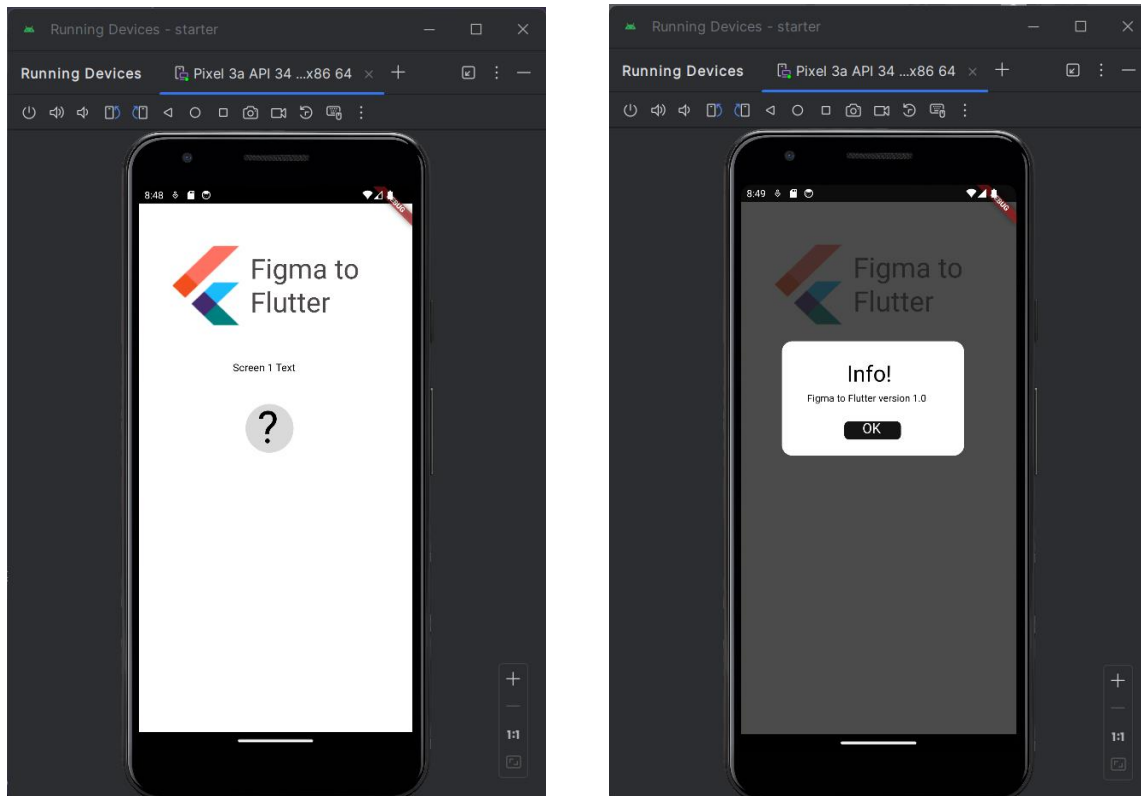 Running Devices - starter
Running Devices
Pixel 3a API 34 ...x86 64
8:48
DEBUG
Figma to
Flutter
Screen 1 Text
?
1:1
Running Devices - starter
Running Devices
Pixel 3a API 34 ...x86 64
8:49
DEBUG
Figma to
Flutter
Info!
Figma to Flutter version 1.0
OK
1:1